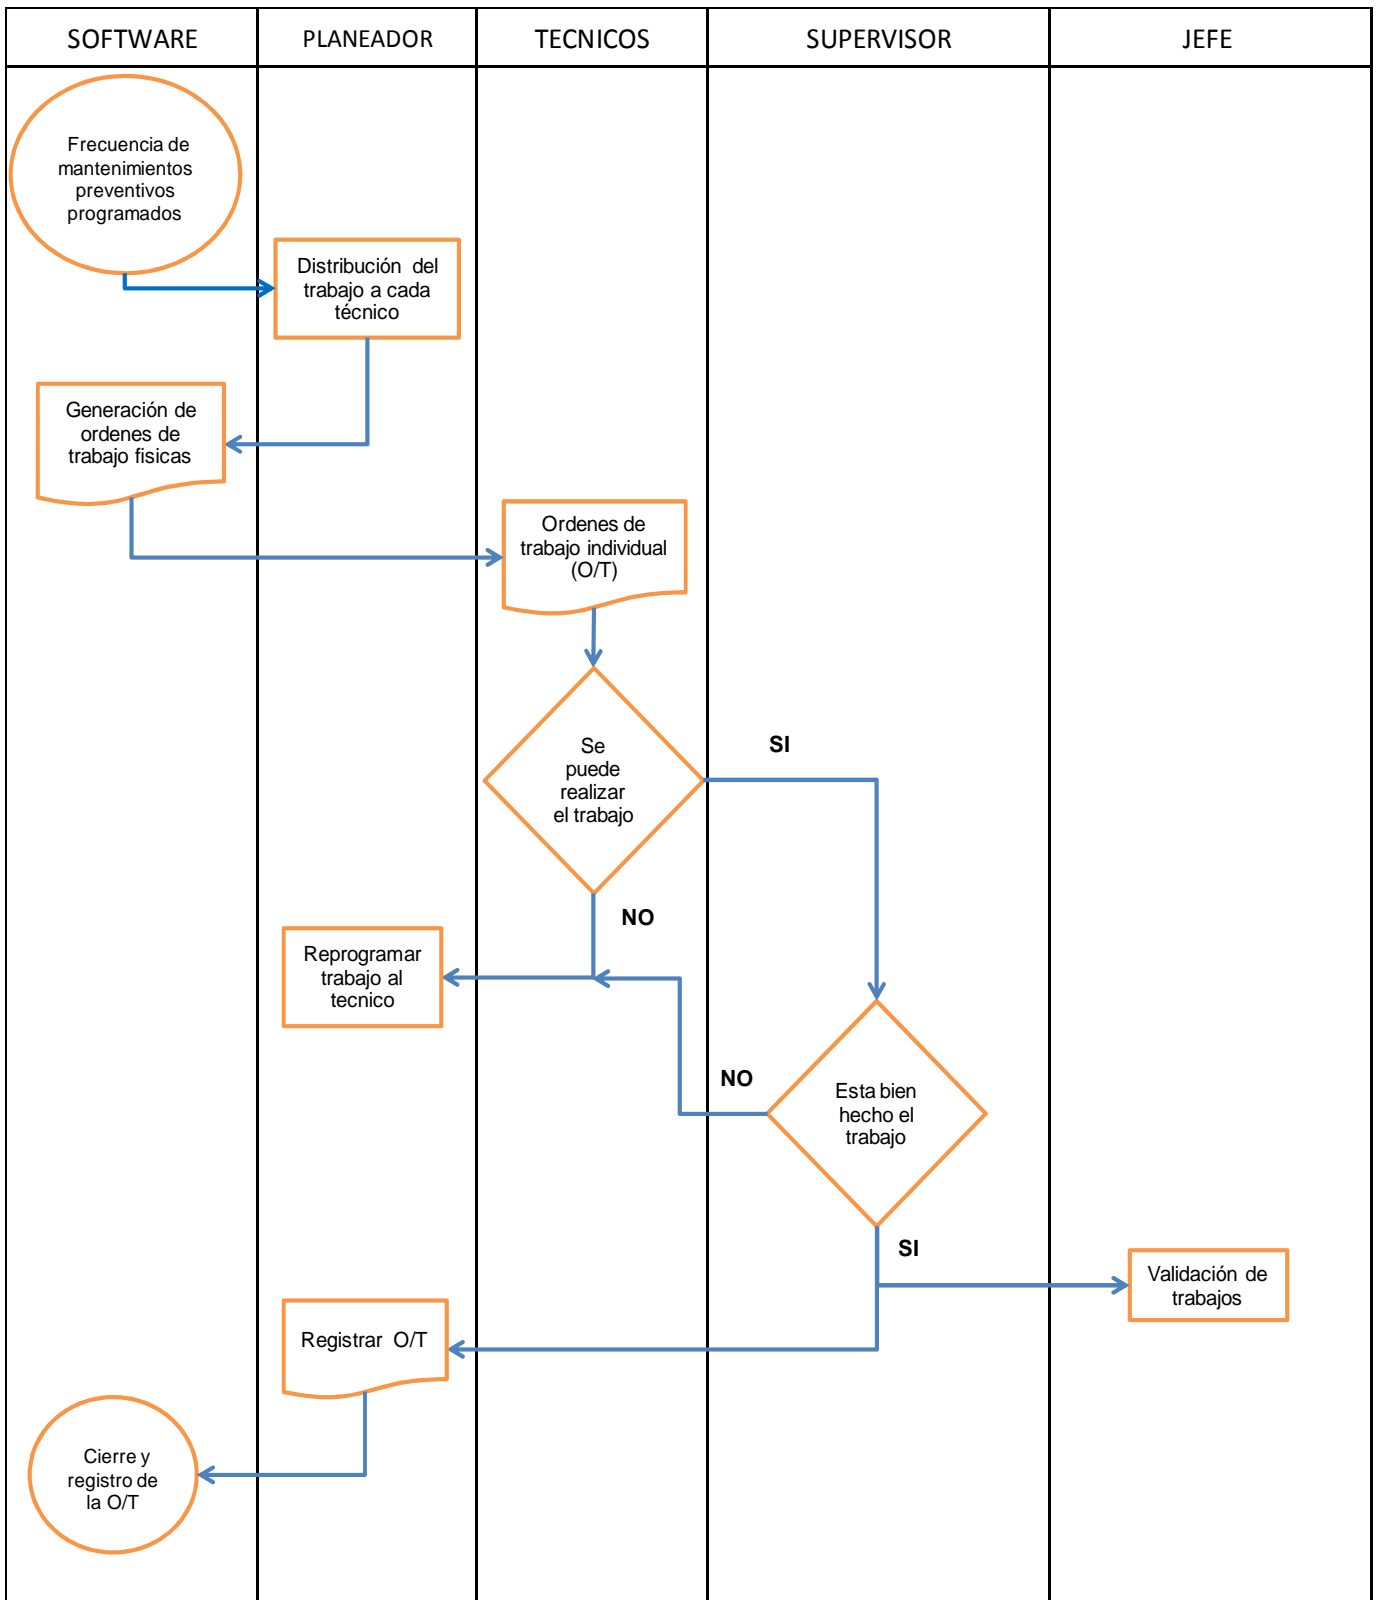 SOFTWARE
PLANEADOR
TECNICOS
SUPERVISOR
JEFE
Frecuencia de
mantenimientos
preventivos
programados
Distribución del
trabajo a cada
técnico
Generación de
ordenes de
trabajo fisicas
Ordenes de
trabajo individual
(O/T)
Se
puede
realizar
el trabajo
SI
NO
Reprogramar
trabajo al
tecnico
NO
Esta bien
hecho el
trabajo
SI
Validación de
trabajos
Registrar O/T
Cierre y
registro de
la O/T